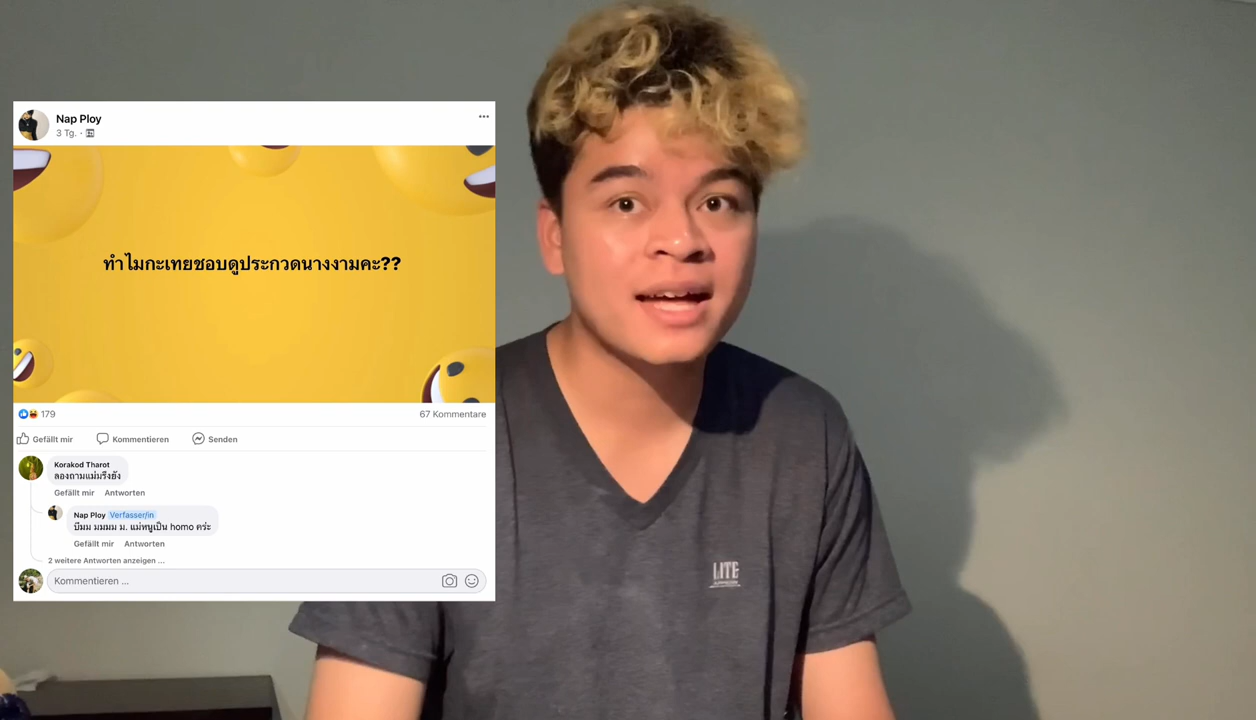 Nap Ploy
3 Tg. ·
ทำไมกะเทยชอบดูประกวดนางงามคะ??
179
67 Kommentare
Gefällt mir Kommentieren Senden
Korakod Tharot
ลองถามแม่มรึงยัง
Gefällt mir Antworten
Nap Ploy Verfasser/in
บึมม มมมม ม. แม่หนูเป็น homo คร่ะ
Gefällt mir Antworten
2 weitere Antworten anzeigen ...
Kommentieren ...
LITE